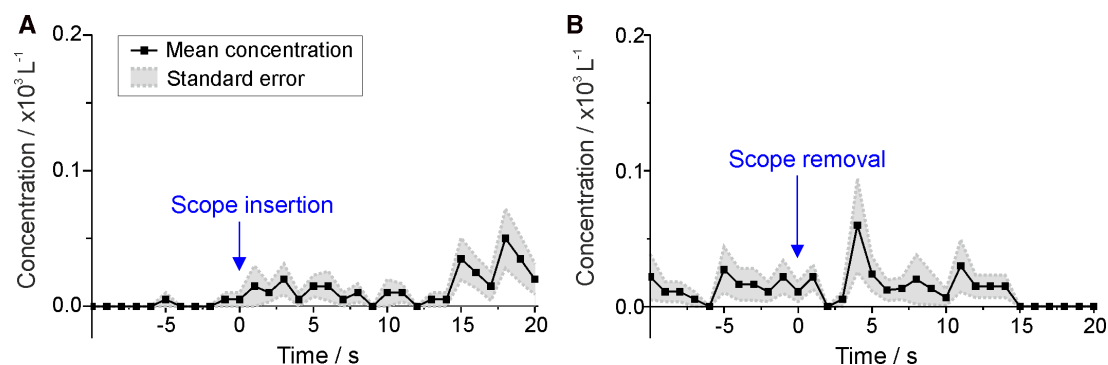 A
0.2
0.1
0.0
Concentration / x10³ L⁻¹
Mean concentration
Standard error
Scope insertion
-5 0 5 10 15 20
Time / s
B
0.2
0.1
0.0
Concentration / x10³ L⁻¹
Scope removal
-5 0 5 10 15 20
Time / s